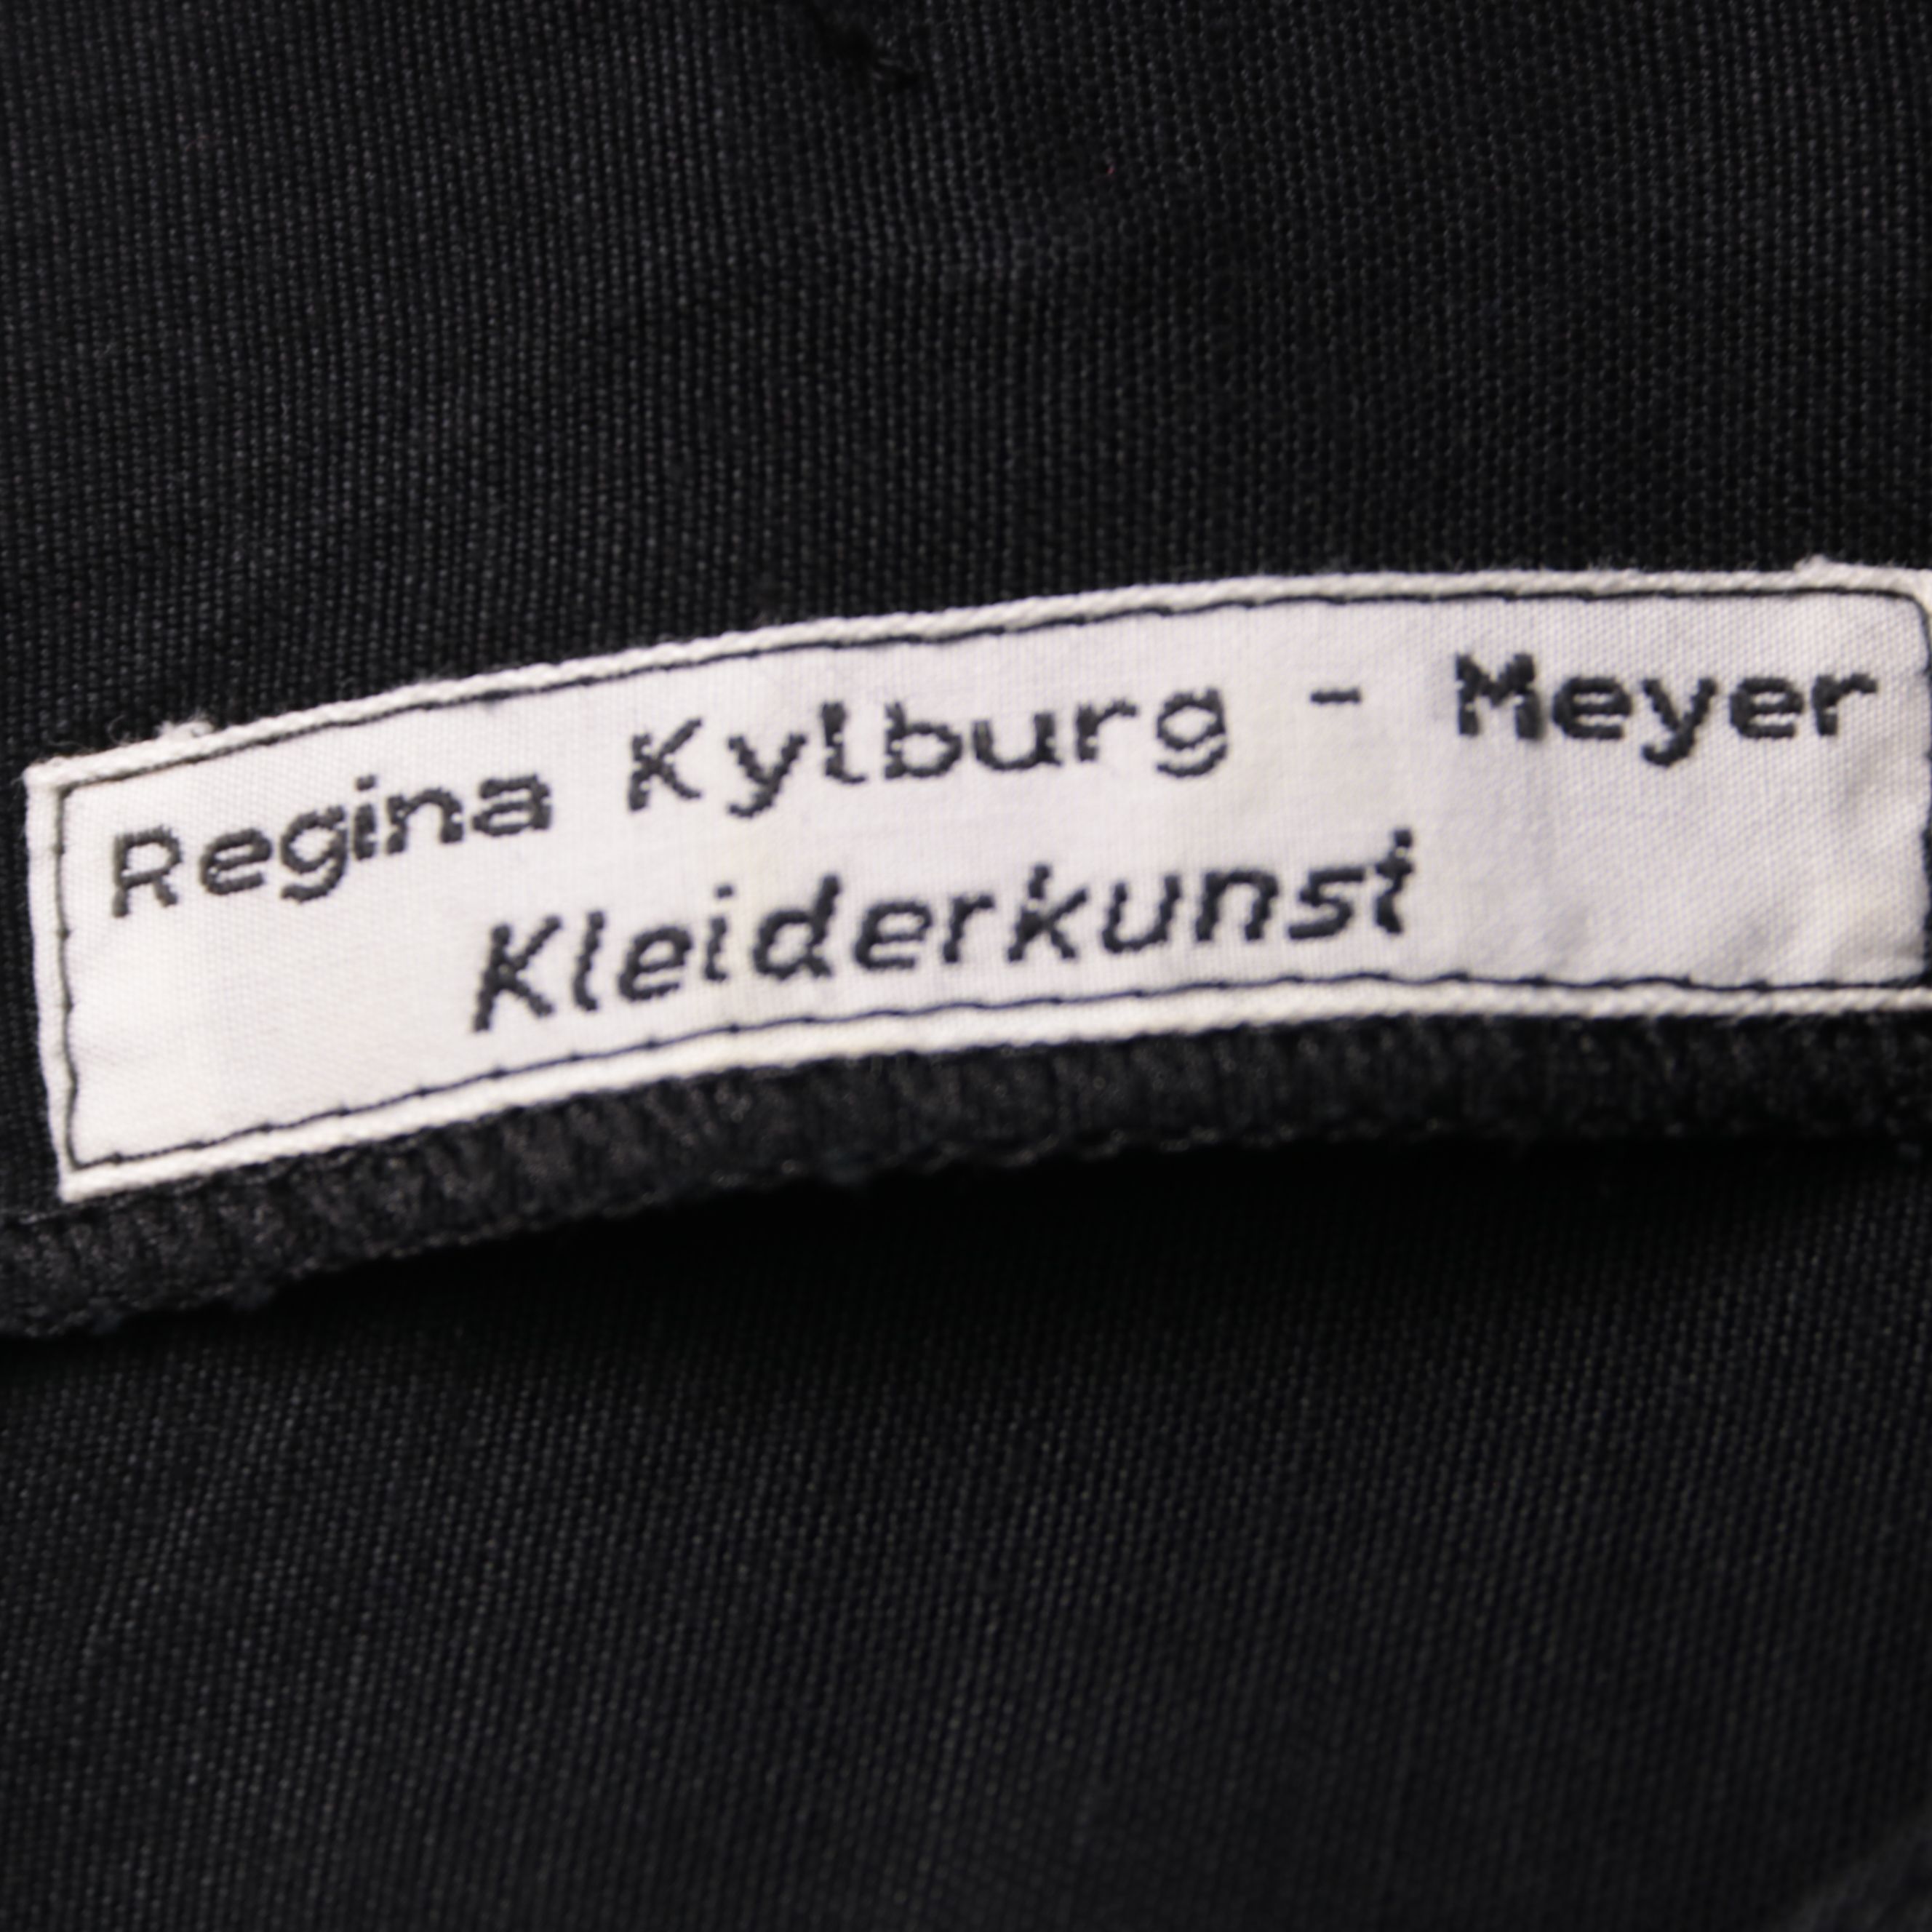 Regina Kylburg - Meyer
Kleiderkunst